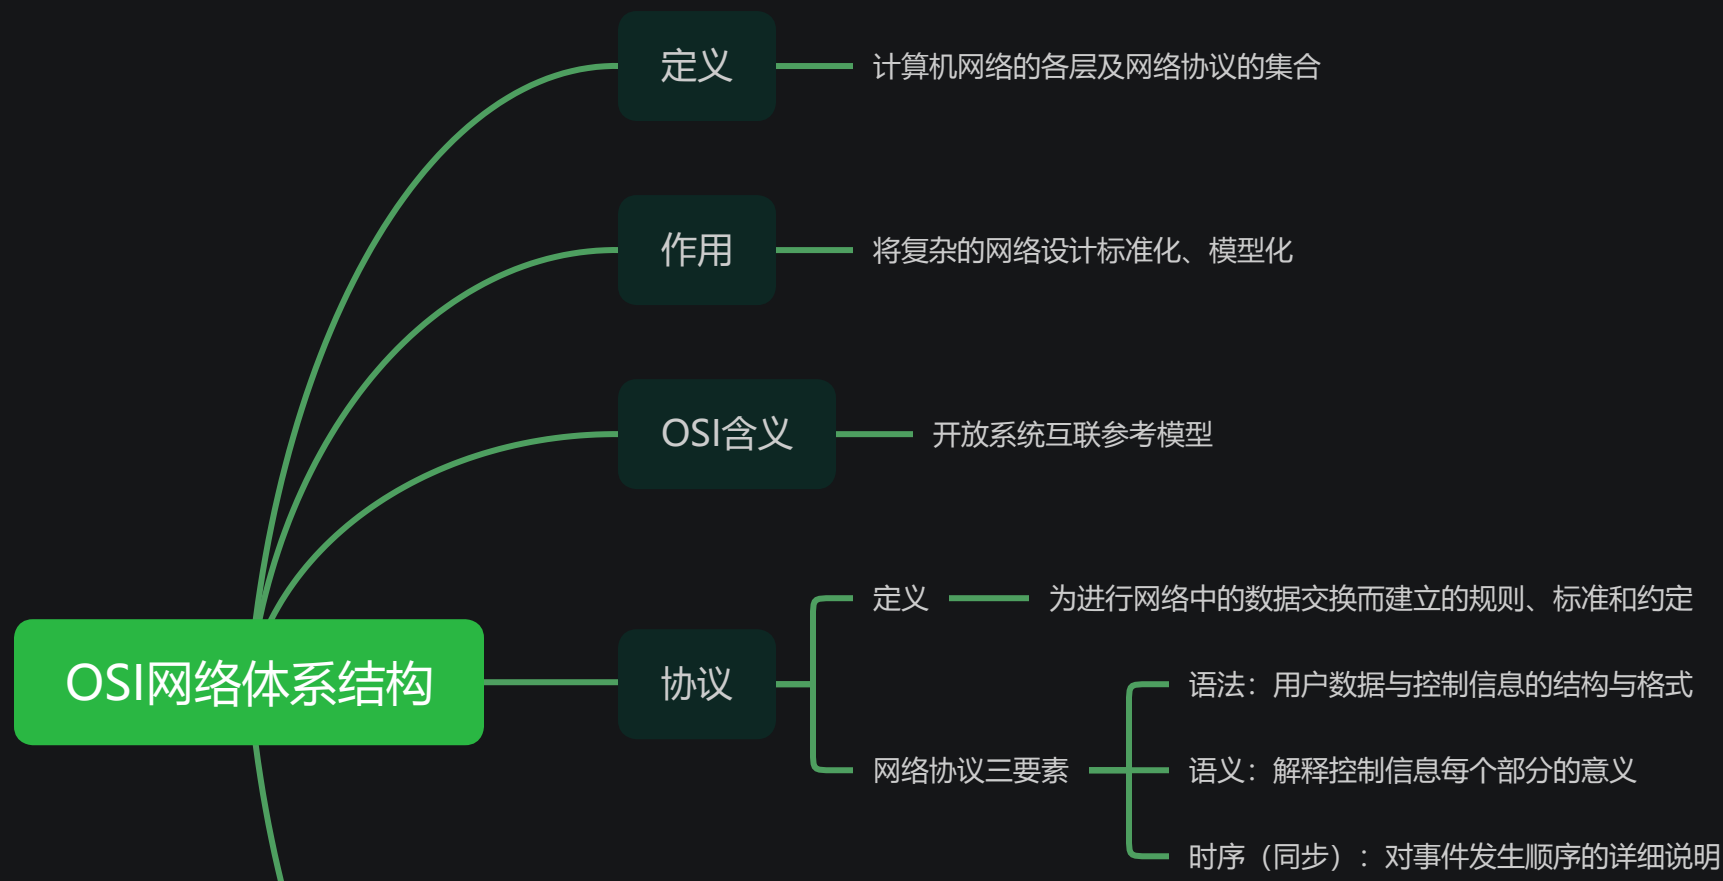 定义
计算机网络的各层及网络协议的集合
作用
将复杂的网络设计标准化、模型化
OSI含义
开放系统互联参考模型
OSI网络体系结构
协议
定义
为进行网络中的数据交换而建立的规则、标准和约定
网络协议三要素
语法：用户数据与控制信息的结构与格式
语义：解释控制信息每个部分的意义
时序（同步）：对事件发生顺序的详细说明